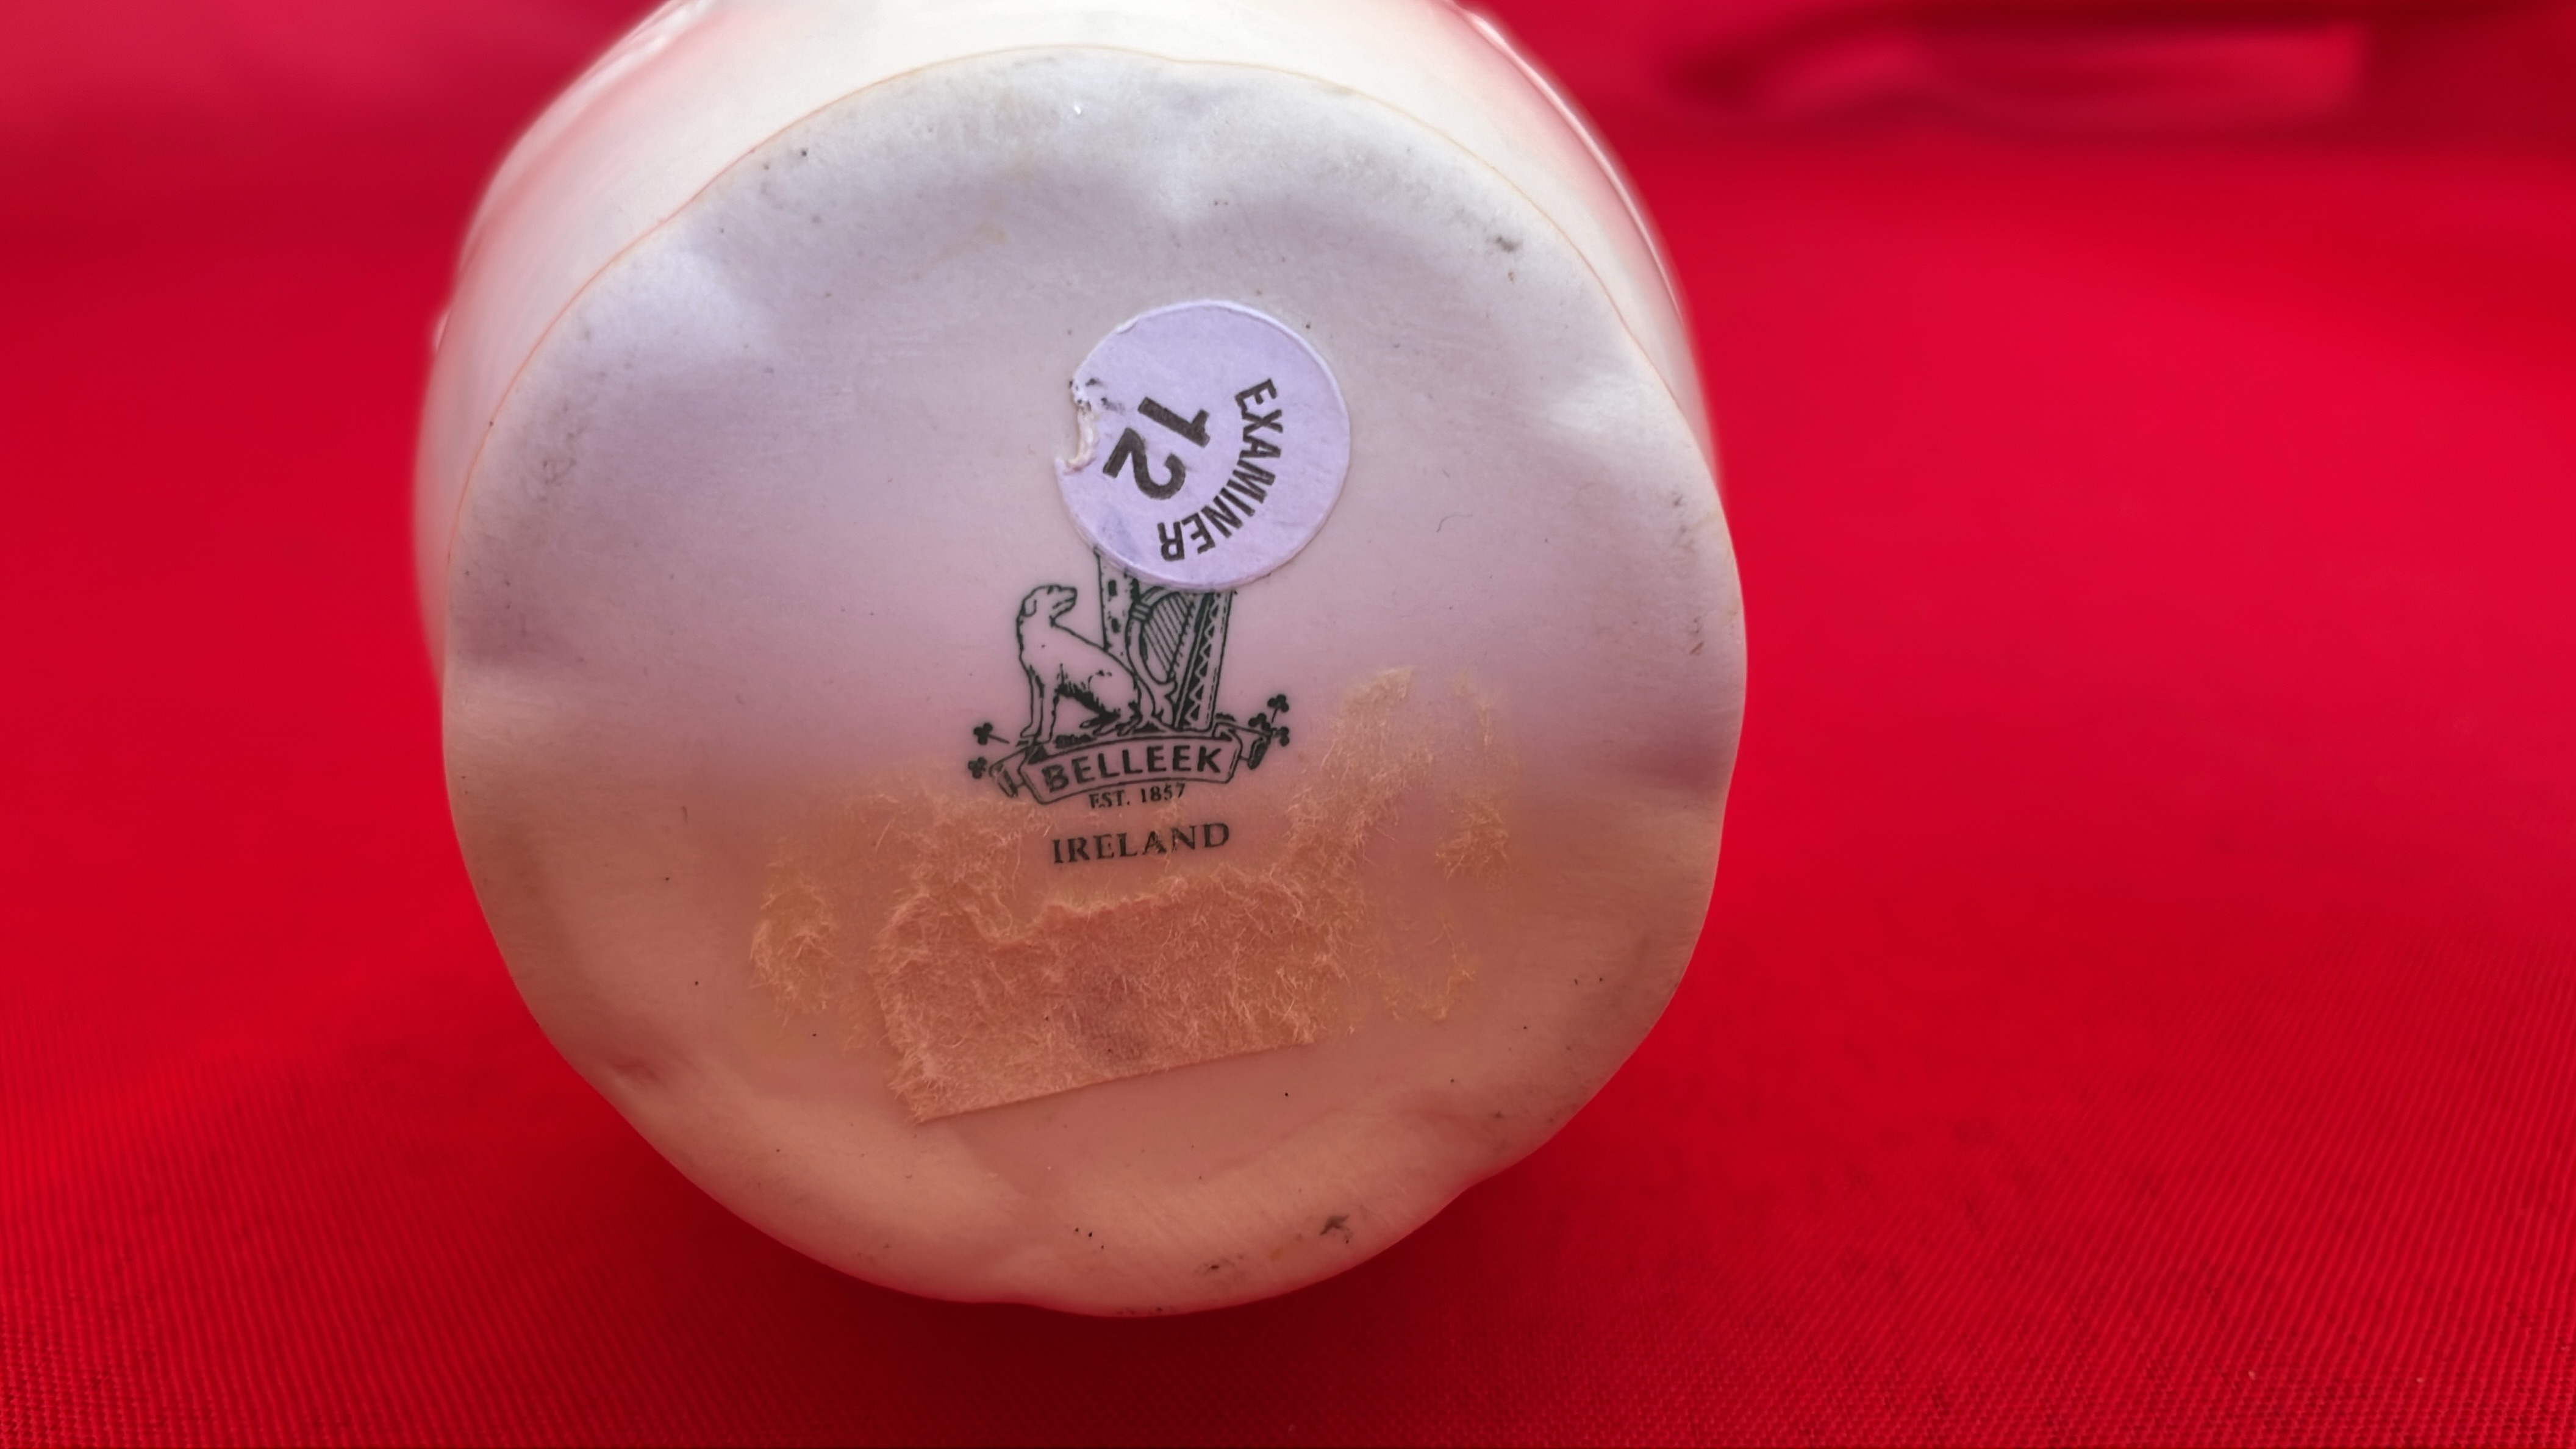 EXAMINER
12
BELLEEK
EST. 1857
IRELAND